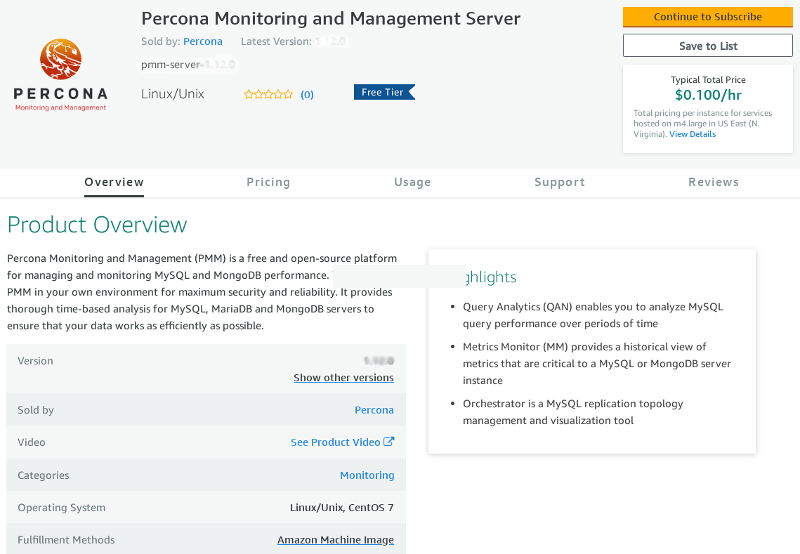 Percona Monitoring and Management Server
Sold by: Percona Latest Version:
pmm-server-1.12.0
Linux/Unix (0) Free Tier
PERCONA
Monitoring and Management
Continue to Subscribe
Save to List
Typical Total Price
$0.100/hr
Total pricing per instance for services
hosted on m4.large in US East (N.
Virginia). View Details
Overview Pricing Usage Support Reviews
Product Overview
Percona Monitoring and Management (PMM) is a free and open-source platform
for managing and monitoring MySQL and MongoDB performance.
PMM in your own environment for maximum security and reliability. It provides
thorough time-based analysis for MySQL, MariaDB and MongoDB servers to
ensure that your data works as efficiently as possible.
Version 1.12.0
Show other versions
Sold by Percona
Video See Product Video
Categories Monitoring
Operating System Linux/Unix, CentOS 7
Fulfillment Methods Amazon Machine Image
ghlights
• Query Analytics (QAN) enables you to analyze MySQL
query performance over periods of time
• Metrics Monitor (MM) provides a historical view of
metrics that are critical to a MySQL or MongoDB server
instance
• Orchestrator is a MySQL replication topology
management and visualization tool